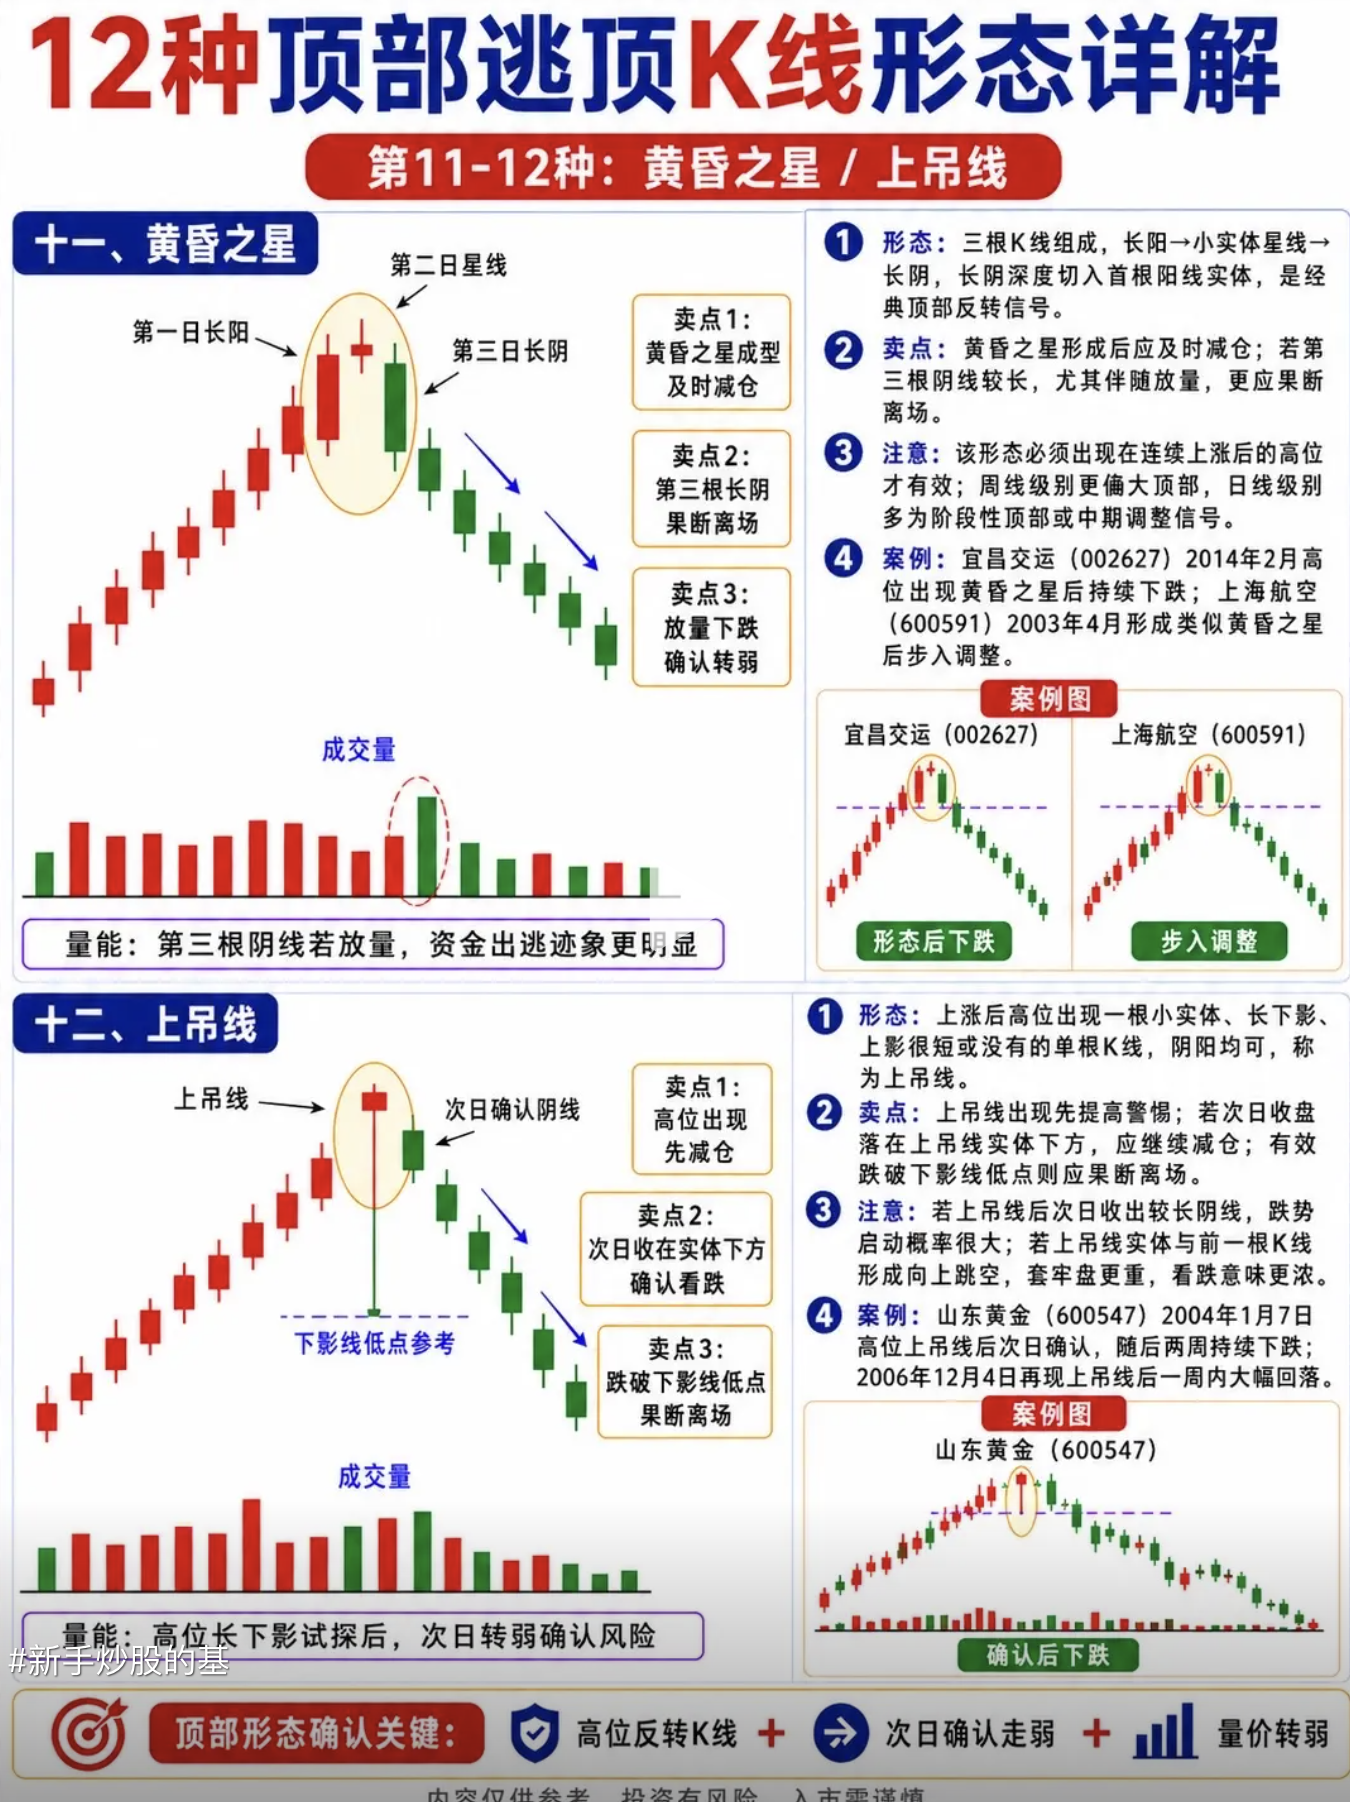 12种顶部逃顶K线形态详解
第11-12种：黄昏之星 / 上吊线
十一、黄昏之星
第二日星线
第一日长阳
第三日长阴
卖点1：
黄昏之星成型
及时减仓
卖点2：
第三根长阴
果断离场
卖点3：
放量下跌
确认转弱
成交量
量能：第三根阴线若放量，资金出逃迹象更明显
1 形态：三根K线组成，长阳→小实体星线→
长阴，长阴深度切入首根阳线实体，是经
典顶部反转信号。
2 卖点：黄昏之星形成后应及时减仓；若第
三根阴线较长，尤其伴随放量，更应果断
离场。
3 注意：该形态必须出现在连续上涨后的高位
才有效；周线级别更偏大顶部，日线级别
多为阶段性顶部或中期调整信号。
4 案例：宜昌交运（002627）2014年2月高
位出现黄昏之星后持续下跌；上海航空
（600591）2003年4月形成类似黄昏之星
后步入调整。
案例图
宜昌交运（002627）
上海航空（600591）
形态后下跌
步入调整
十二、上吊线
上吊线
次日确认阴线
下影线低点参考
卖点1：
高位出现
先减仓
卖点2：
次日收在实体下方
确认看跌
卖点3：
跌破下影线低点
果断离场
成交量
量能：高位长下影试探后，次日转弱确认风险
#新手炒股的基
1 形态：上涨后高位出现一根小实体、长下影、
上影很短或没有的单根K线，阴阳均可，称
为上吊线。
2 卖点：上吊线出现先提高警惕；若次日收盘
落在上吊线实体下方，应继续减仓；有效
跌破下影线低点则应果断离场。
3 注意：若上吊线后次日收出较长阴线，跌势
启动概率很大；若上吊线实体与前一根K线
形成向上跳空，套牢盘更重，看跌意味更浓。
4 案例：山东黄金（600547）2004年1月7日
高位上吊线后次日确认，随后两周持续下跌；
2006年12月4日再现上吊线后一周内大幅回落。
案例图
山东黄金（600547）
确认后下跌
顶部形态确认关键：
高位反转K线 + 次日确认走弱 + 量价转弱
内容仅供参考，投资有风险，入市需谨慎